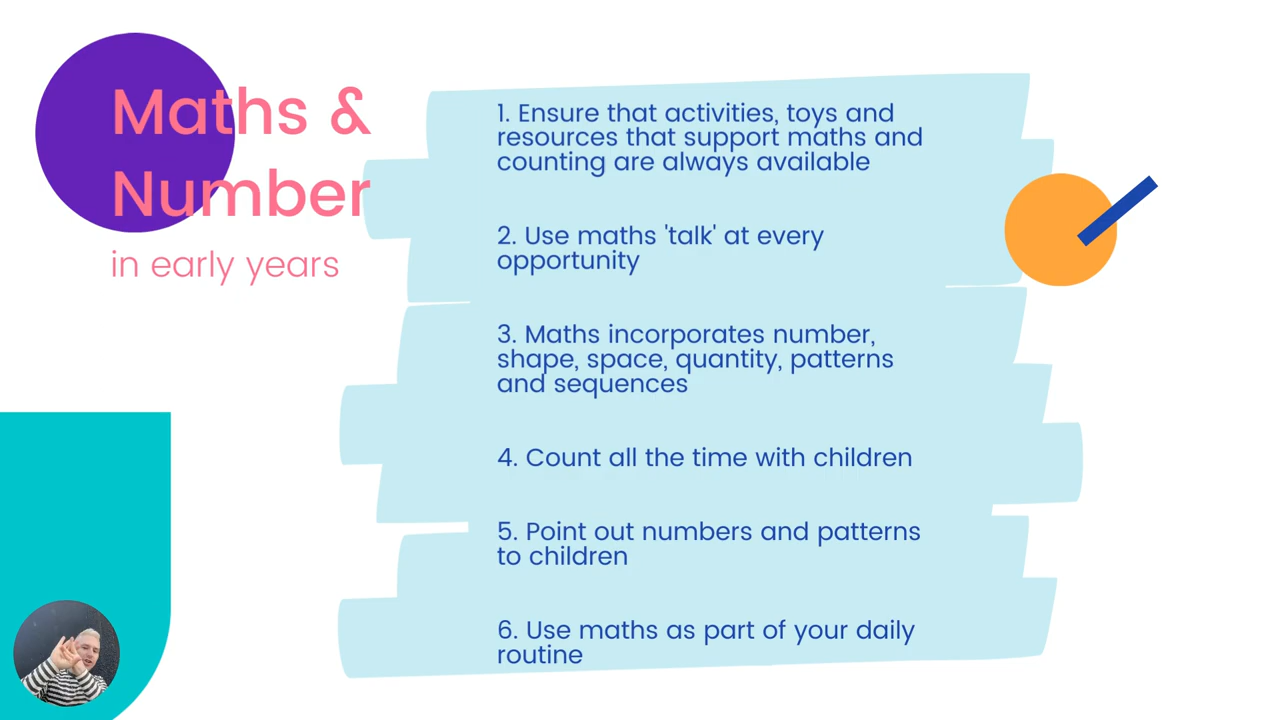 Maths &
Number
in early years
1. Ensure that activities, toys and
resources that support maths and
counting are always available
2. Use maths 'talk' at every
opportunity
3. Maths incorporates number,
shape, space, quantity, patterns
and sequences
4. Count all the time with children
5. Point out numbers and patterns
to children
6. Use maths as part of your daily
routine